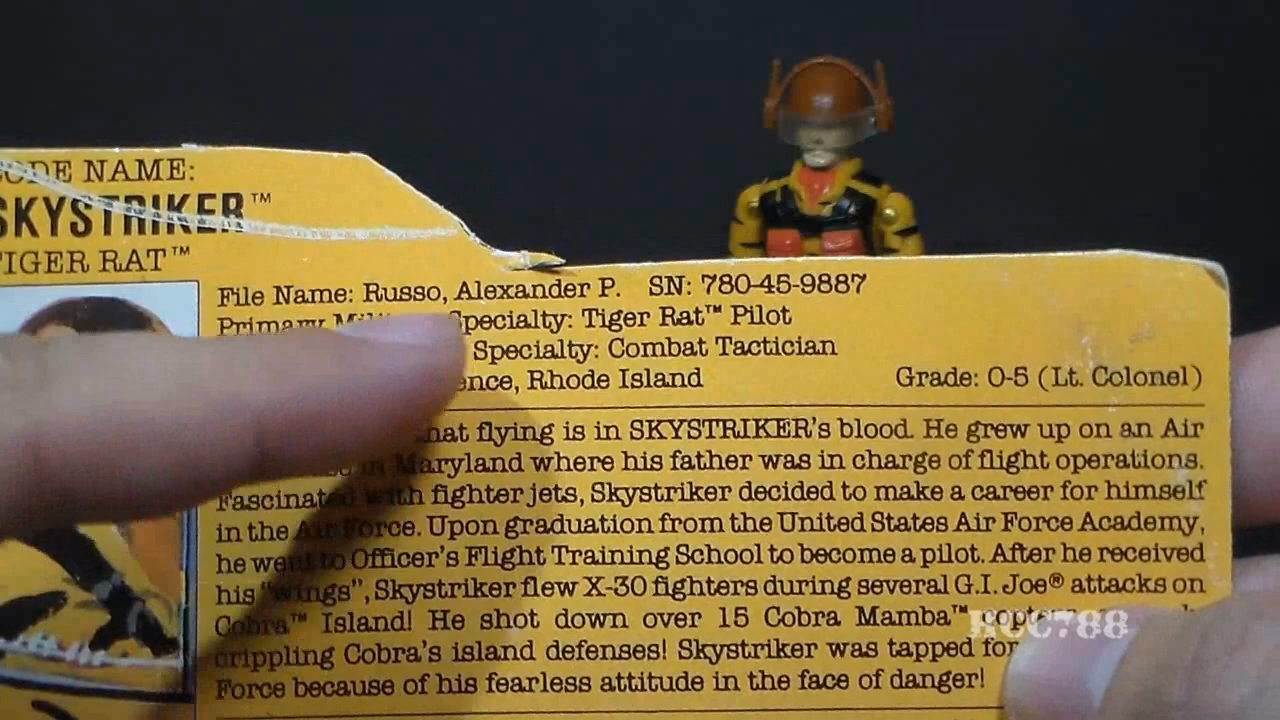 CODE NAME:
SKYSTRIKER™
TIGER RAT™
File Name: Russo, Alexander P. SN: 780-45-9887
Primary Specialty: Tiger Rat™ Pilot
Specialty: Combat Tactician
Rhode Island Grade: O-5 (Lt. Colonel)
that flying is in SKYSTRIKER's blood. He grew up on an Air
in Maryland where his father was in charge of flight operations.
Fascinated with fighter jets, Skystriker decided to make a career for himself
in the Air Force. Upon graduation from the United States Air Force Academy,
he went to Officer's Flight Training School to become a pilot. After he received
his "wings", Skystriker flew X-30 fighters during several G.I. Joe® attacks on
Cobra™ Island! He shot down over 15 Cobra Mamba™
crippling Cobra's island defenses! Skystriker was tapped for
Force because of his fearless attitude in the face of danger!
HCC788